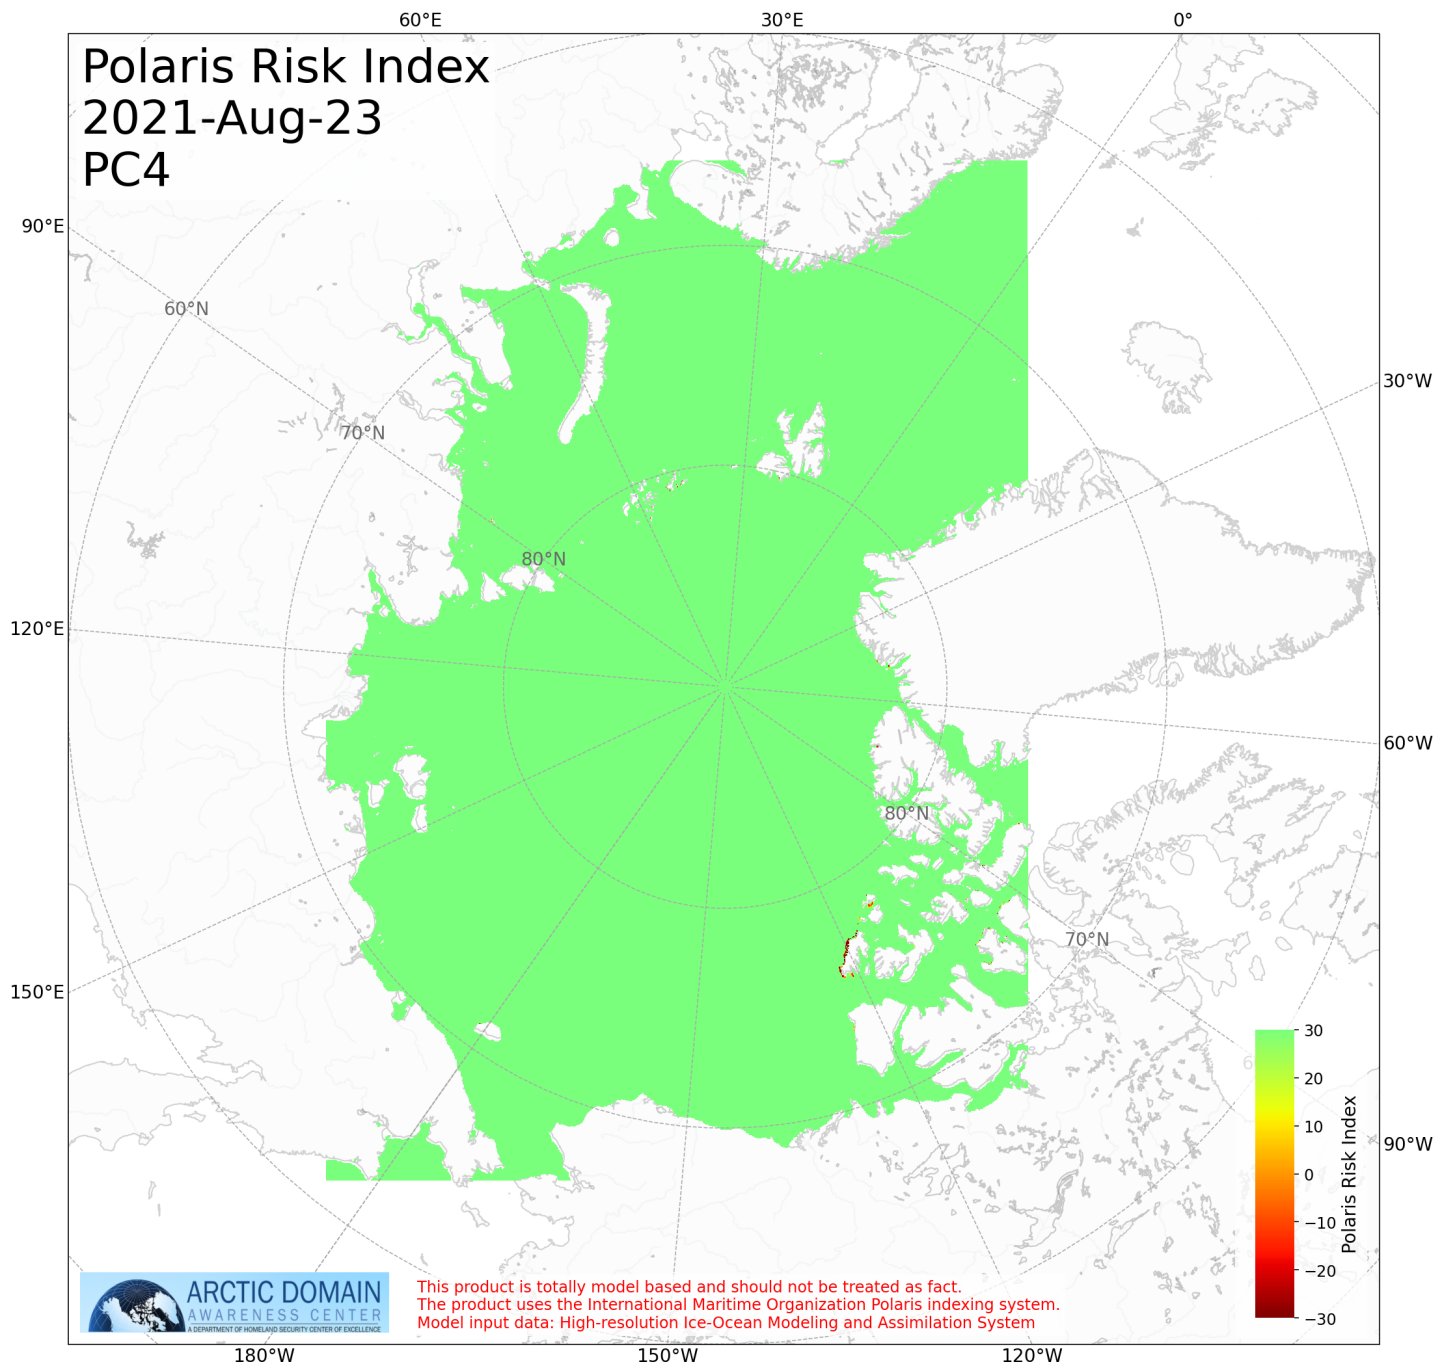 60°E 30°E 0°
Polaris Risk Index
2021-Aug-23
PC4
90°E
60°N
30°W
70°N
80°N
120°E
60°W
80°N
70°N
150°E
30
20
10
0
−10
−20
−30
Polaris Risk Index
90°W
ARCTIC DOMAIN
AWARENESS CENTER
A DEPARTMENT OF HOMELAND SECURITY CENTER OF EXCELLENCE
This product is totally model based and should not be treated as fact.
The product uses the International Maritime Organization Polaris indexing system.
Model input data: High-resolution Ice-Ocean Modeling and Assimilation System
180°W 150°W 120°W